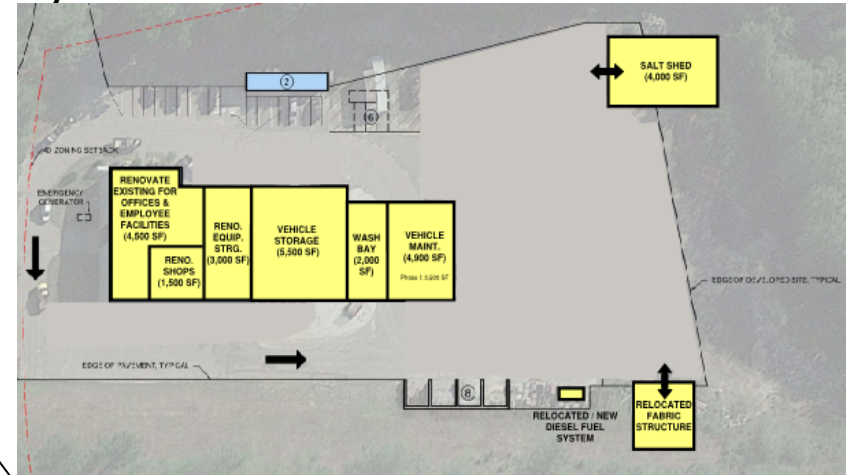 ②
SALT SHED
(4,000 SF)
⑥
ZONING SETBACK
RENOVATE
EXISTING FOR
OFFICES &
EMPLOYEE
FACILITIES
(4,500 SF)
EMERGENCY
GENERATOR
RENO.
SHOPS
(1,500 SF)
RENO.
EQUIP.
STRG.
(3,000 SF)
VEHICLE
STORAGE
(5,500 SF)
WASH
BAY
(2,000
SF)
VEHICLE
MAINT.
(4,900 SF)
EDGE OF DEVELOPED SITE, TYPICAL
EDGE OF PAVEMENT, TYPICAL
⑧
RELOCATED / NEW
DIESEL FUEL
SYSTEM
RELOCATED
FABRIC
STRUCTURE